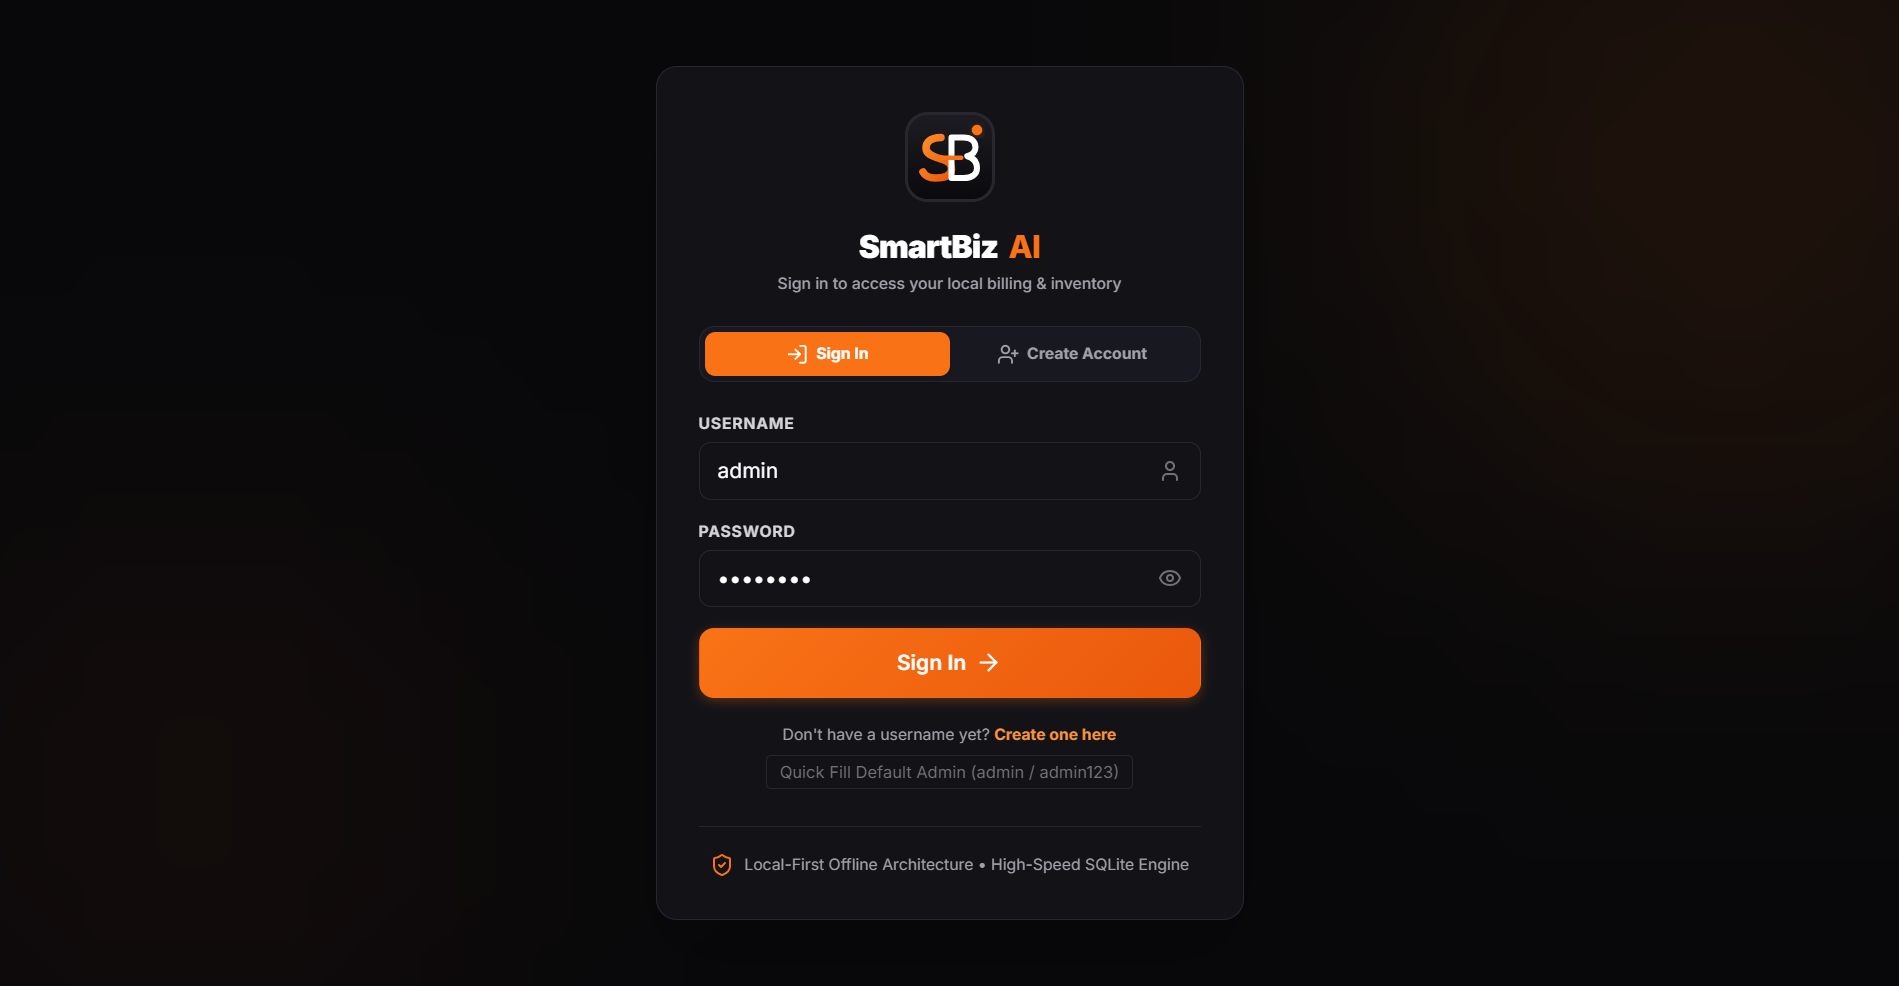 SB
SmartBiz AI
Sign in to access your local billing & inventory
Sign In
Create Account
USERNAME
admin
PASSWORD
••••••••
Sign In
Don't have a username yet? Create one here
Quick Fill Default Admin (admin / admin123)
Local-First Offline Architecture • High-Speed SQLite Engine